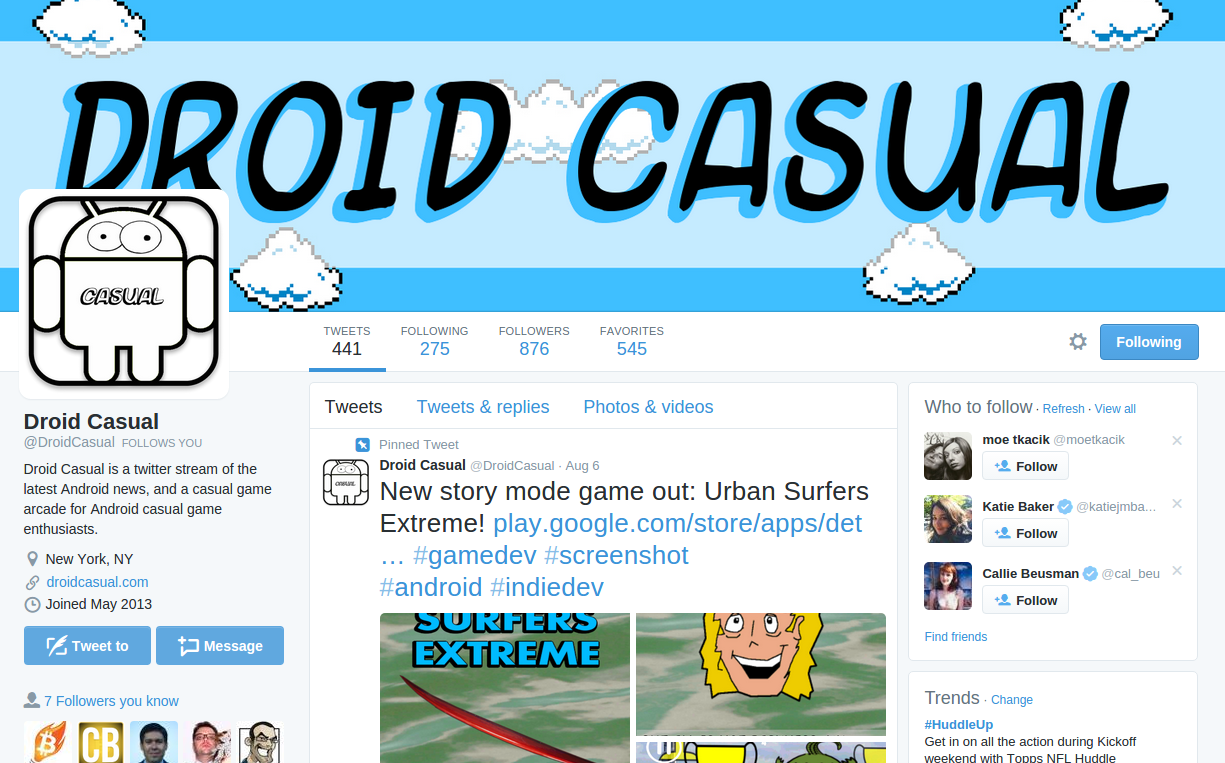 DROID CASUAL
CASUAL
TWEETS
441
FOLLOWING
275
FOLLOWERS
876
FAVORITES
545
Following
Droid Casual
@DroidCasual FOLLOWS YOU
Droid Casual is a twitter stream of the
latest Android news, and a casual game
arcade for Android casual game
enthusiasts.
New York, NY
droidcasual.com
Joined May 2013
Tweet to
Message
7 Followers you know
CB
Tweets
Tweets & replies
Photos & videos
Pinned Tweet
Droid Casual @DroidCasual · Aug 6
New story mode game out: Urban Surfers
Extreme! play.google.com/store/apps/det
… #gamedev #screenshot
#android #indiedev
SURFERS
EXTREME
Who to follow · Refresh · View all
moe tkacik @moetkacik
Follow
Katie Baker @katiejmba...
Follow
Callie Beusman @cal_beu
Follow
Find friends
Trends · Change
#HuddleUp
Get in on all the action during Kickoff
weekend with Topps NFL Huddle